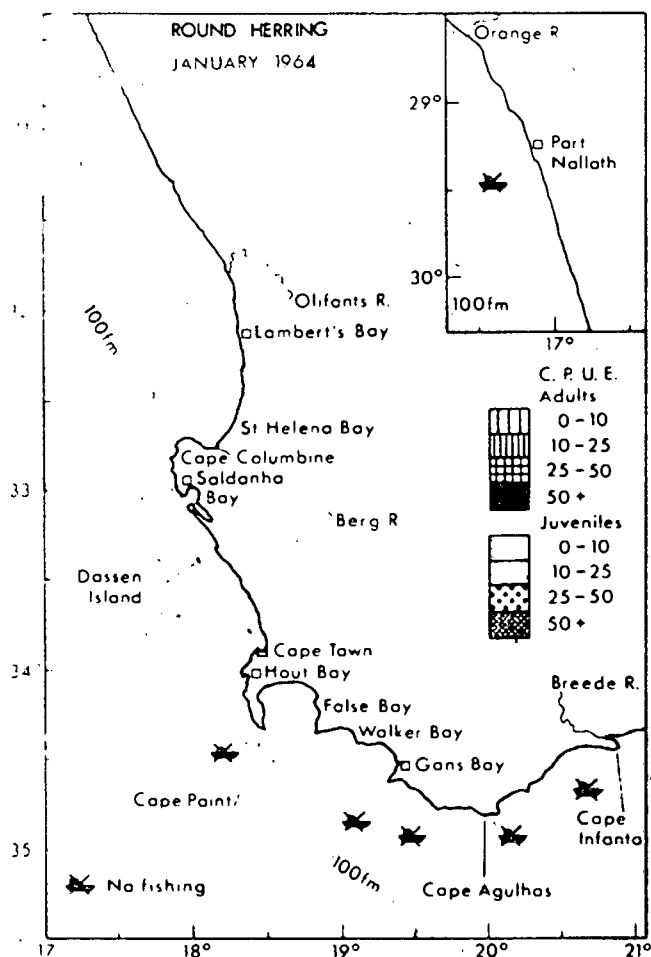 ROUND HERRING
JANUARY 1964
Orange R
29°
Port
Nallath
30°
100fm
17°
Olifants R.
100fm
Lambert's Bay
C. P. U. E.
Adults
0-10
10-25
25-50
50+
Juveniles
0-10
10-25
25-50
50+
St Helena Bay
Cape Columbine
Saldanha
Bay
33
Berg R
Dassen
Island
Cape Town
34
Hout Bay
Breede R.
False Bay
Walker Bay
Gans Bay
Cape Point
Cape
Infanta
35
100fm
Cape Agulhas
No fishing
17
18°
19°
20°
21°